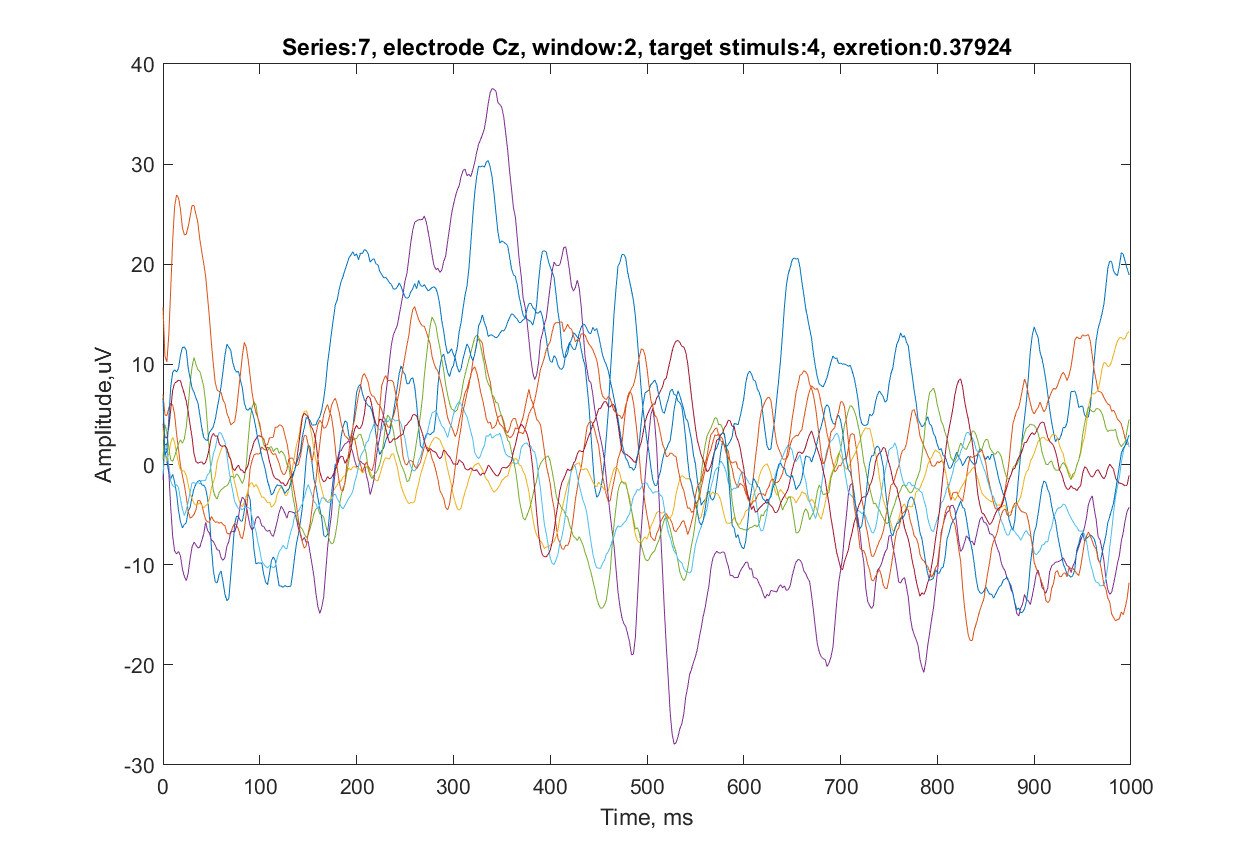 Series:7, electrode Cz, window:2, target stimuls:4, exretion:0.37924
40
30
20
10
0
-10
-20
-30
Amplitude,uV
0 100 200 300 400 500 600 700 800 900 1000
Time, ms